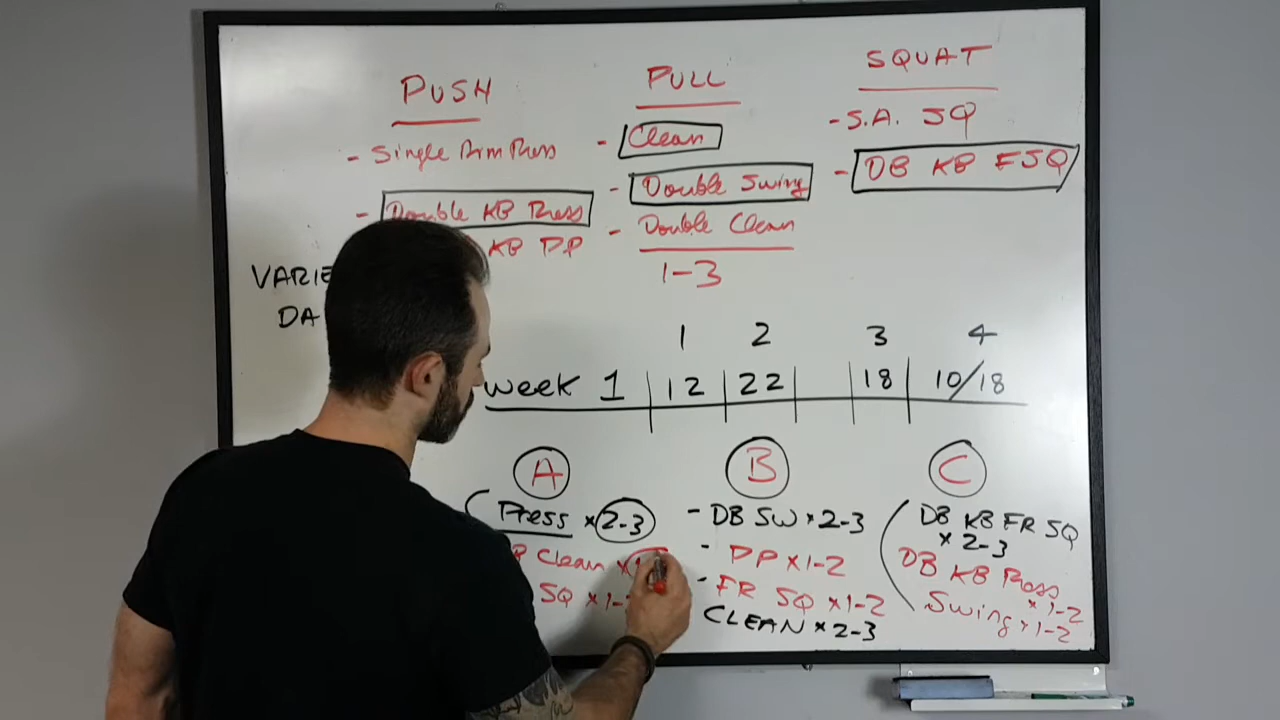 PUSH
- Single Arm Press
- Double KB Press
KB PP
PULL
- Clean
- Double Swing
- Double Clean
1-3
SQUAT
- S.A. SQ
- DB KB FSQ
VARIE
DA
1 2 3 4
week 1 12 22 18 10/18
A
Press × 2-3
Clean ×
SQ × 1-
B
- DB SW × 2-3
- PP × 1-2
- FR SQ × 1-2
CLEAN × 2-3
C
DB KB FR SQ
× 2-3
DB KB Press
× 1-2
Swing × 1-2